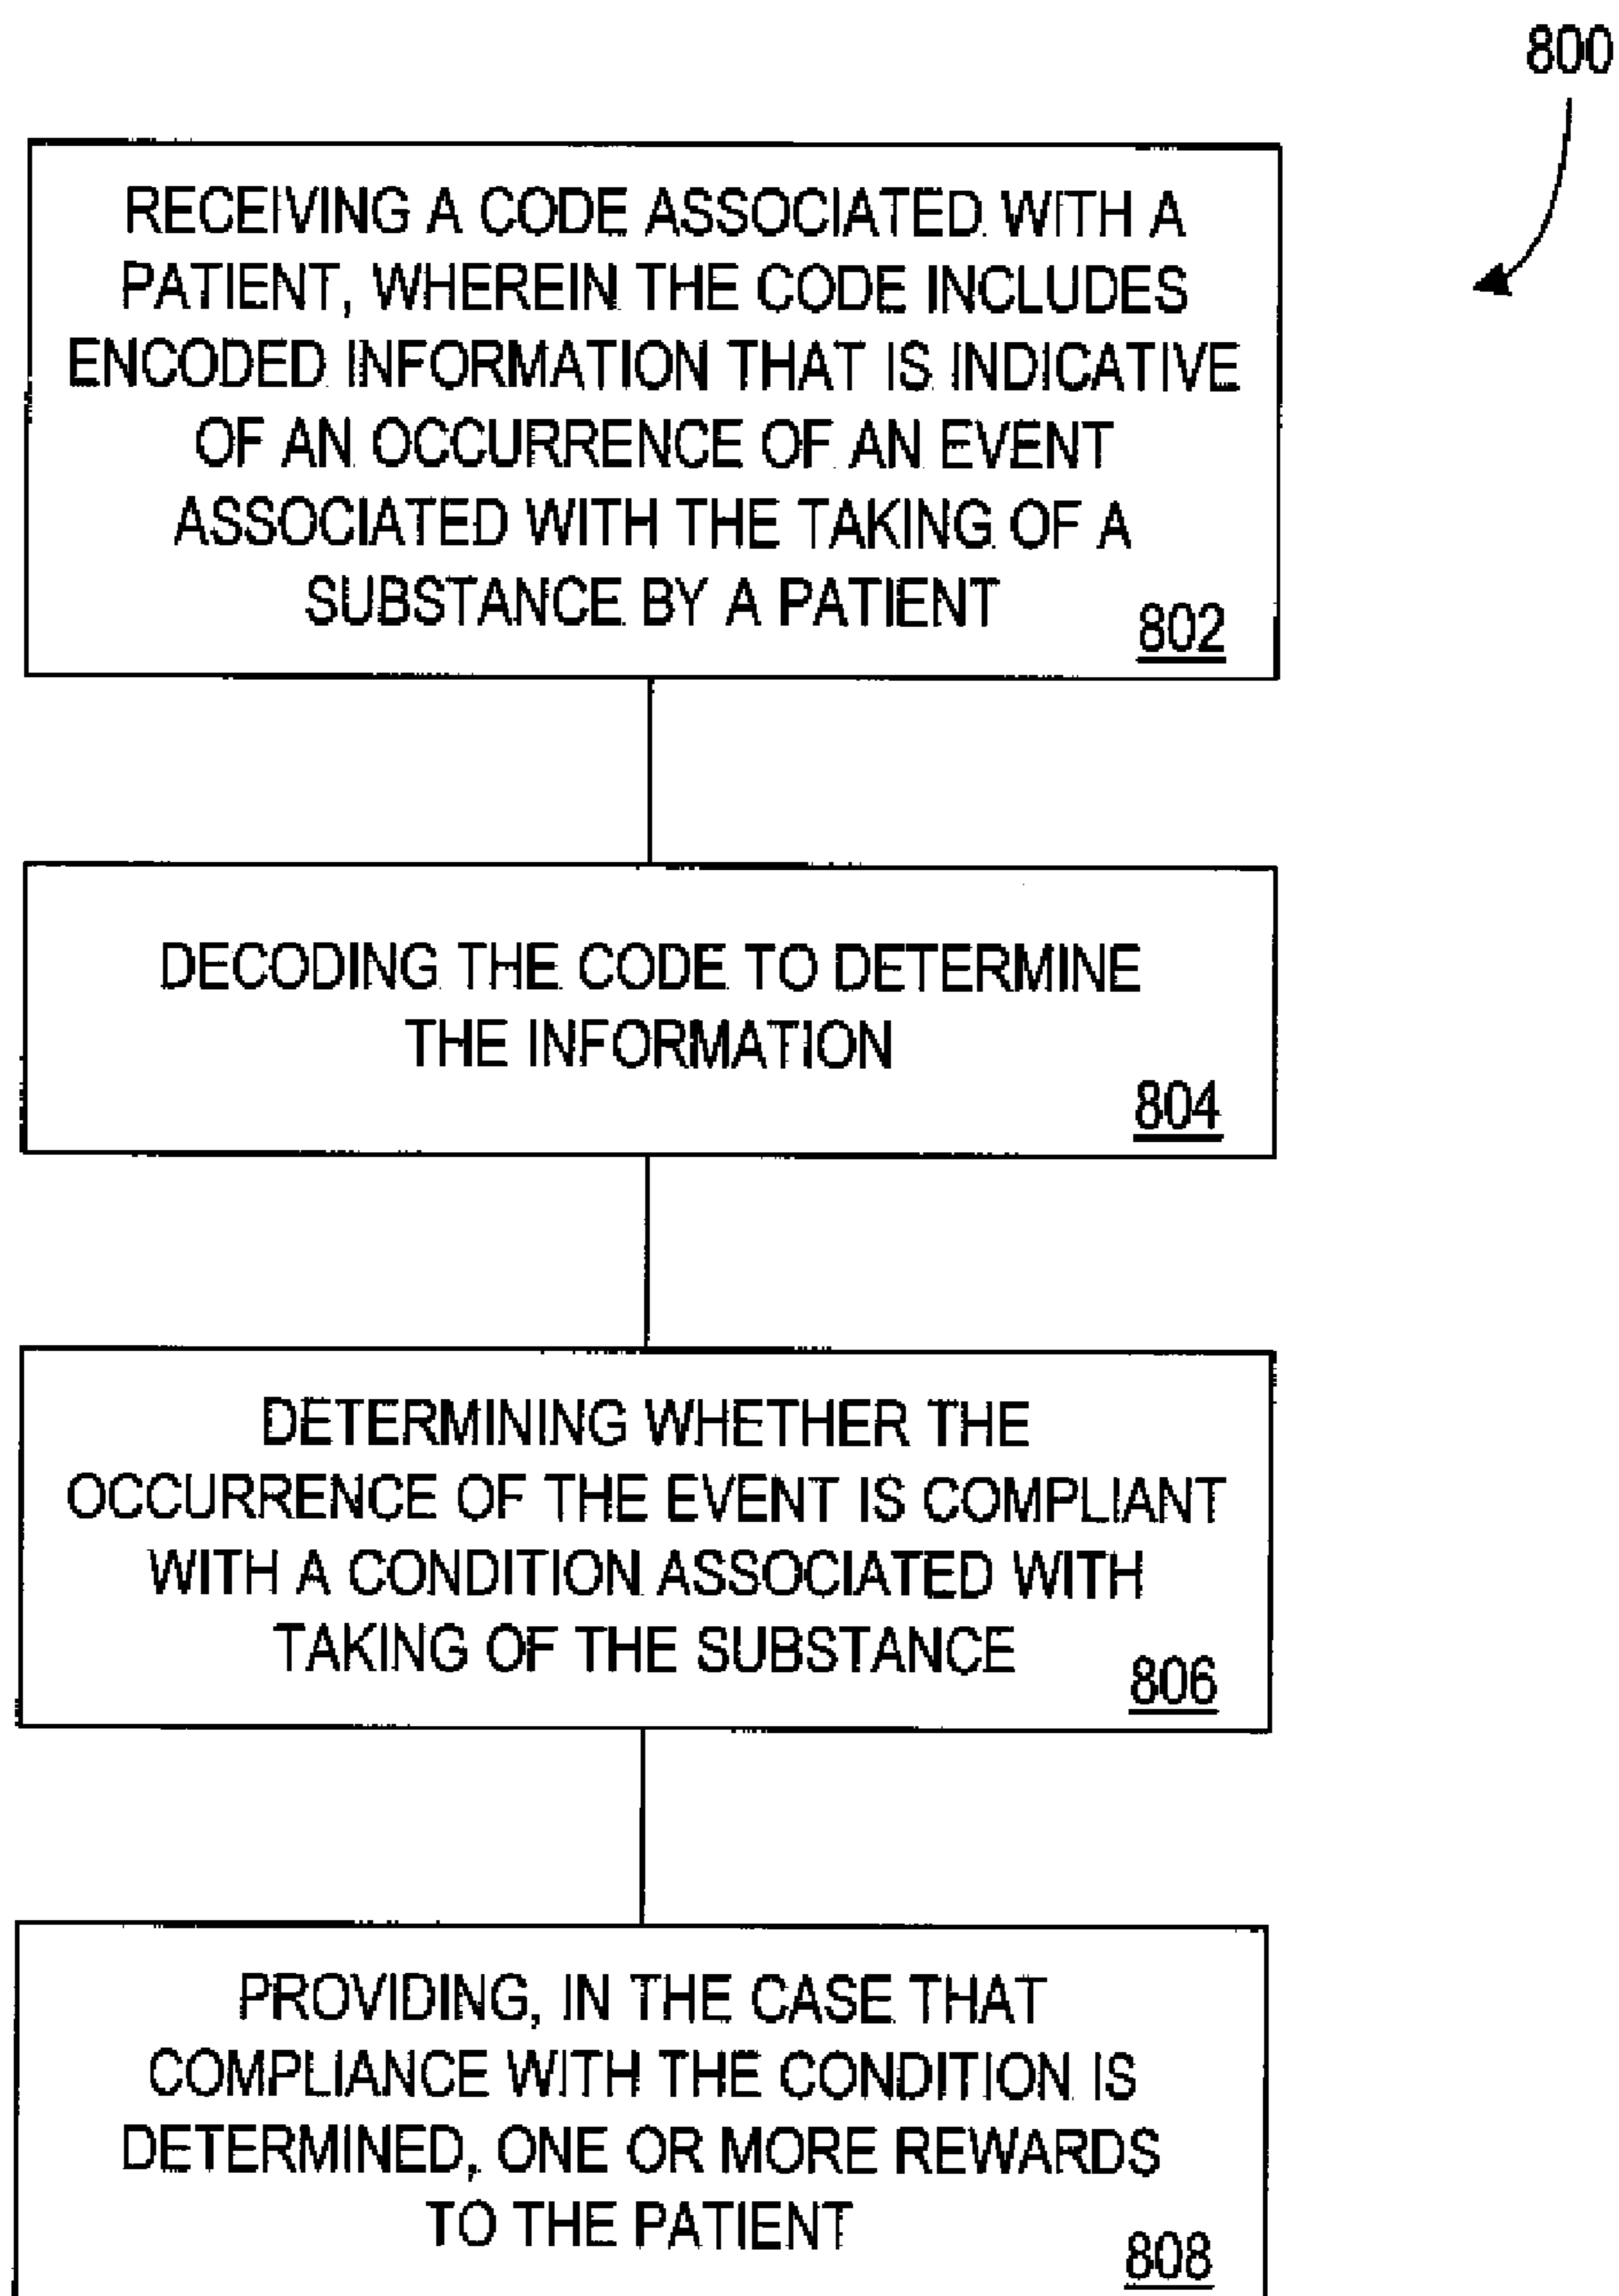 800
RECEIVING A CODE ASSOCIATED WITH A
PATIENT, WHEREIN THE CODE INCLUDES
ENCODED INFORMATION THAT IS INDICATIVE
OF AN OCCURRENCE OF AN EVENT
ASSOCIATED WITH THE TAKING OF A
SUBSTANCE BY A PATIENT
802
DECODING THE CODE TO DETERMINE
THE INFORMATION
804
DETERMINING WHETHER THE
OCCURRENCE OF THE EVENT IS COMPLIANT
WITH A CONDITION ASSOCIATED WITH
TAKING OF THE SUBSTANCE
806
PROVIDING, IN THE CASE THAT
COMPLIANCE WITH THE CONDITION IS
DETERMINED, ONE OR MORE REWARDS
TO THE PATIENT
808